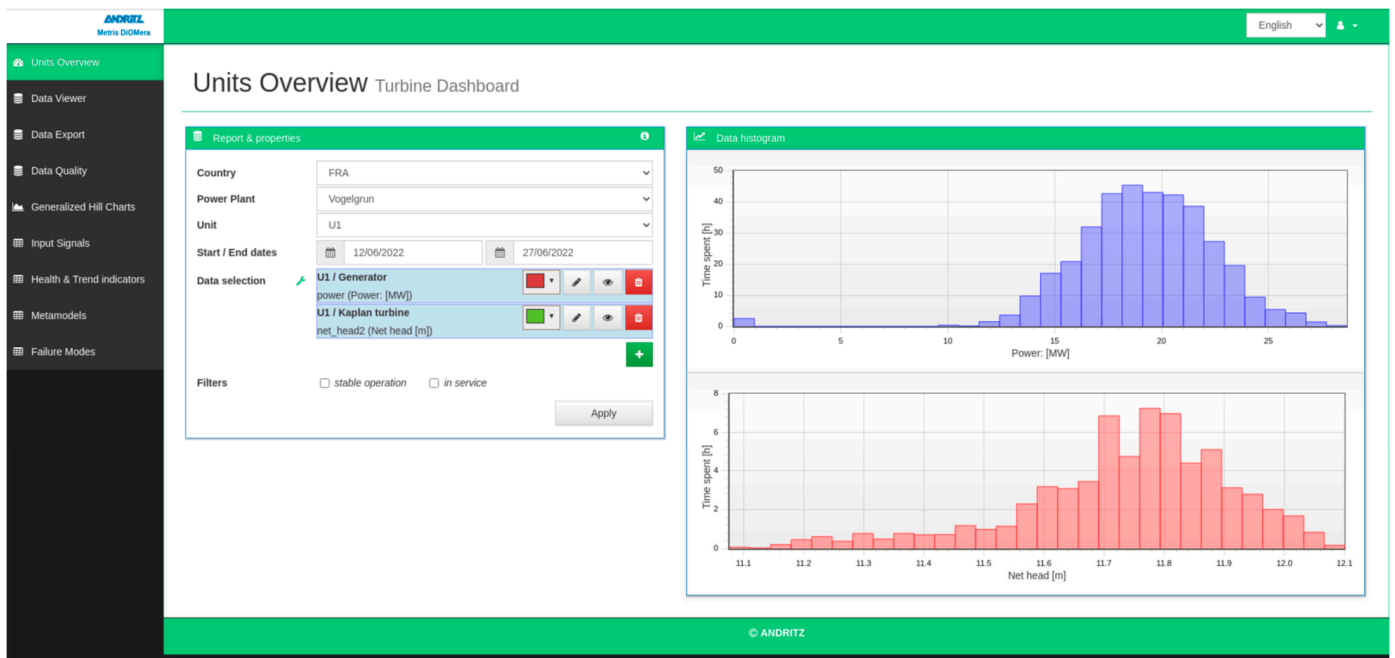 ANDRITZ
Metris DiOMera
English
Units Overview
Data Viewer
Data Export
Data Quality
Generalized Hill Charts
Input Signals
Health & Trend indicators
Metamodels
Failure Modes
Units Overview Turbine Dashboard
Report & properties
Country FRA
Power Plant Vogelgrun
Unit U1
Start / End dates 12/06/2022 27/06/2022
Data selection U1 / Generator
power (Power: [MW])
U1 / Kaplan turbine
net_head2 (Net head [m])
+
Filters stable operation in service
Apply
Data histogram
50
40
30
20
10
0
Time spent [h]
0 5 10 15 20 25
Power: [MW]
8
6
4
2
0
Time spent [h]
11.1 11.2 11.3 11.4 11.5 11.6 11.7 11.8 11.9 12.0 12.1
Net head [m]
© ANDRITZ